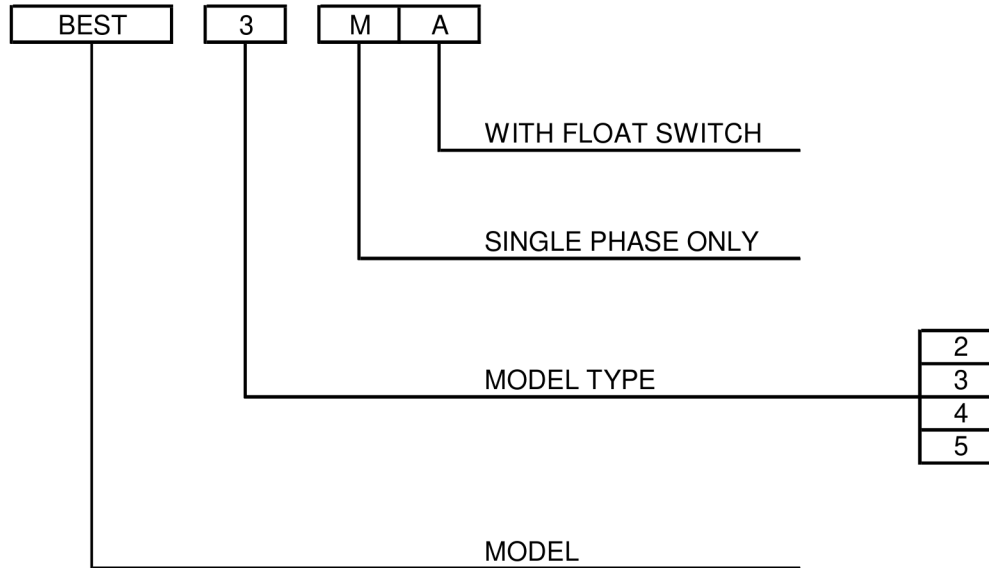 BEST 3 M A
WITH FLOAT SWITCH
SINGLE PHASE ONLY
2
MODEL TYPE 3
4
5
MODEL